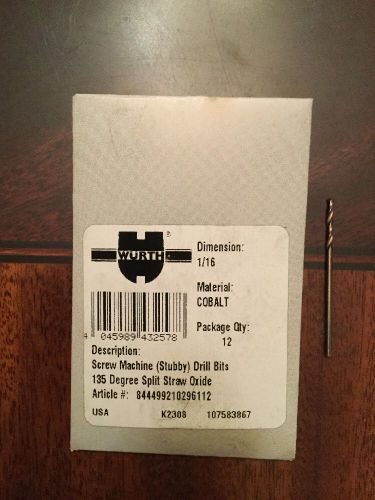 WURTH
®
Dimension:
1/16
Material:
COBALT
Package Qty:
12
4 045989 432578
Description:
Screw Machine (Stubby) Drill Bits
135 Degree Split Straw Oxide
Article #: 844499210296112
USA K2308 107583867